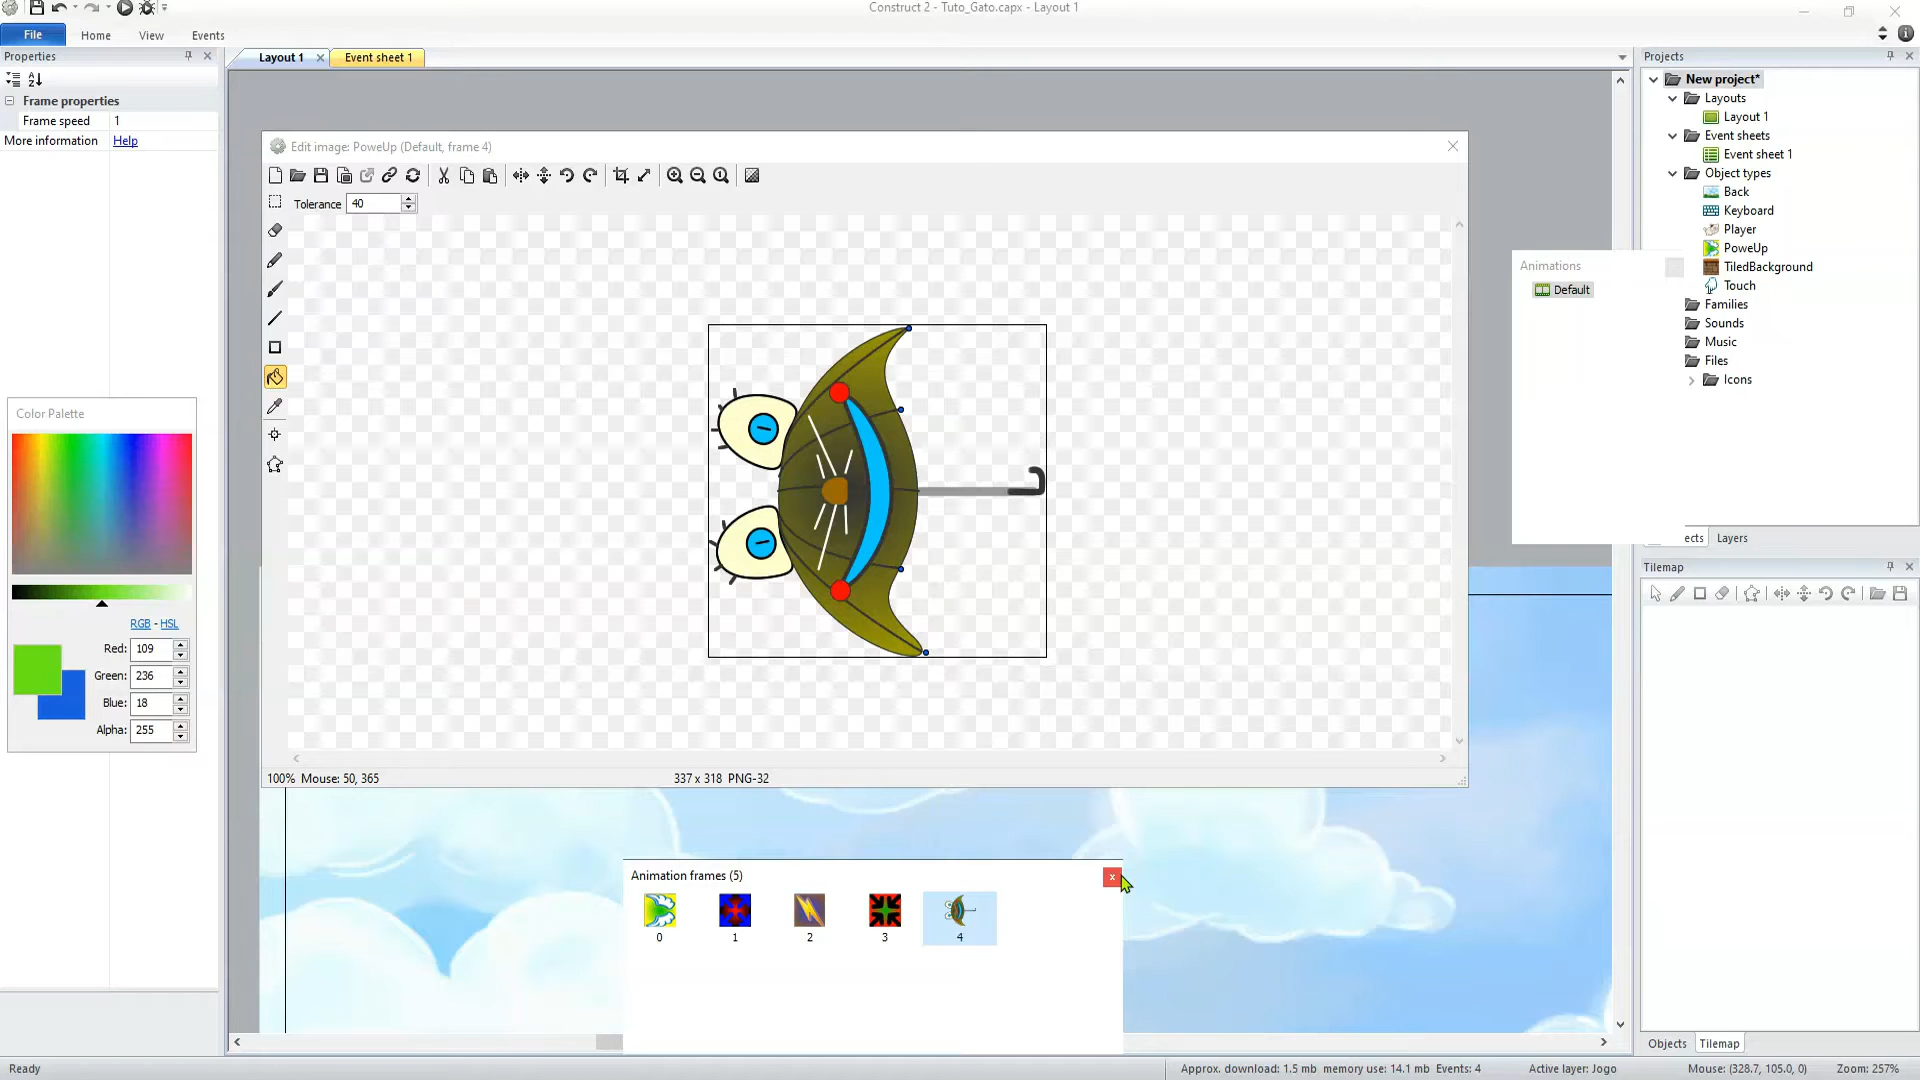 Construct 2 - Tuto_Gato.capx - Layout 1
File
Home
View
Events
Properties
Frame properties
Frame speed 1
More information Help
Layout 1
Event sheet 1
Edit image: PoweUp (Default, frame 4)
Tolerance 40
100% Mouse: 50, 365
337 x 318 PNG-32
Color Palette
RGB - HSL
Red: 109
Green: 236
Blue: 18
Alpha: 255
Animations
Default
Animation frames (5)
0
1
2
3
4
Projects
New project*
Layouts
Layout 1
Event sheets
Event sheet 1
Object types
Back
Keyboard
Player
PoweUp
TiledBackground
Touch
Families
Sounds
Music
Files
Icons
ects
Layers
Tilemap
Objects
Tilemap
Ready
Approx. download: 1.5 mb memory use: 14.1 mb Events: 4
Active layer: Jogo
Mouse: (328.7, 105.0, 0)
Zoom: 257%